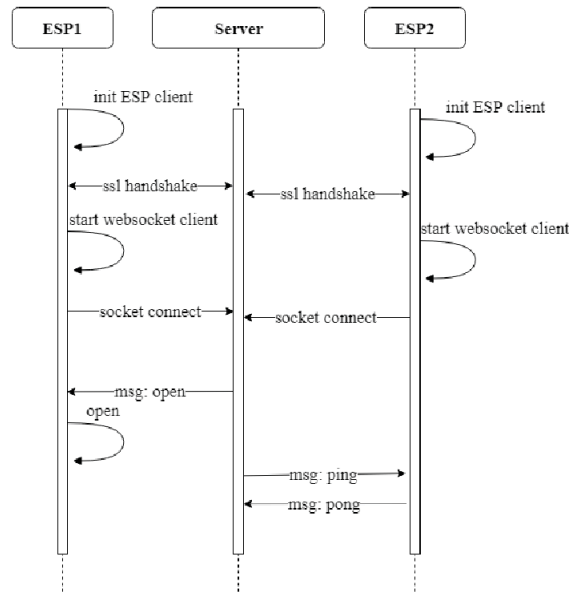 ESP1
Server
ESP2
init ESP client
init ESP client
ssl handshake
ssl handshake
start websocket client
start websocket client
socket connect
socket connect
msg: open
open
msg: ping
msg: pong